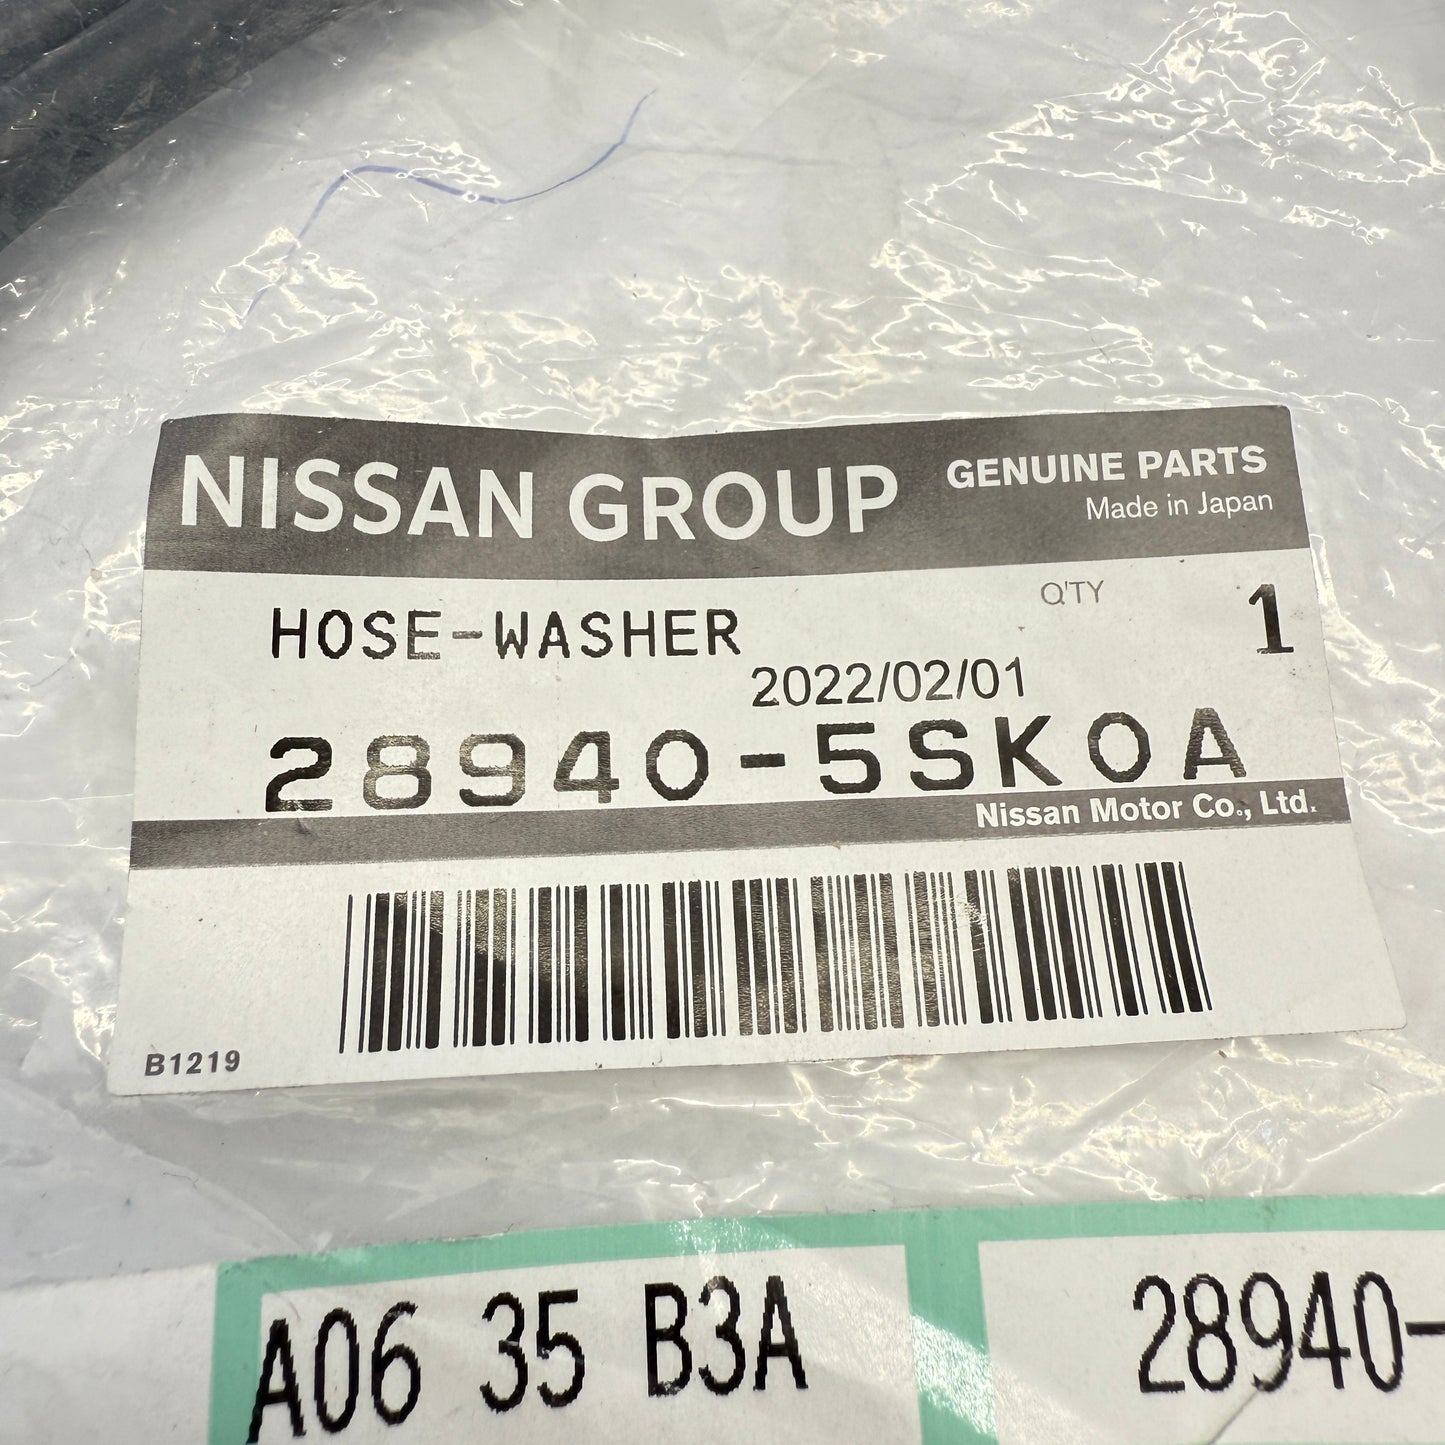 NISSAN GROUP
GENUINE PARTS
Made in Japan
Q'TY
1
HOSE-WASHER
2022/02/01
28940-5SK0A
Nissan Motor Co., Ltd.
B1219
A06 35 B3A
28940-